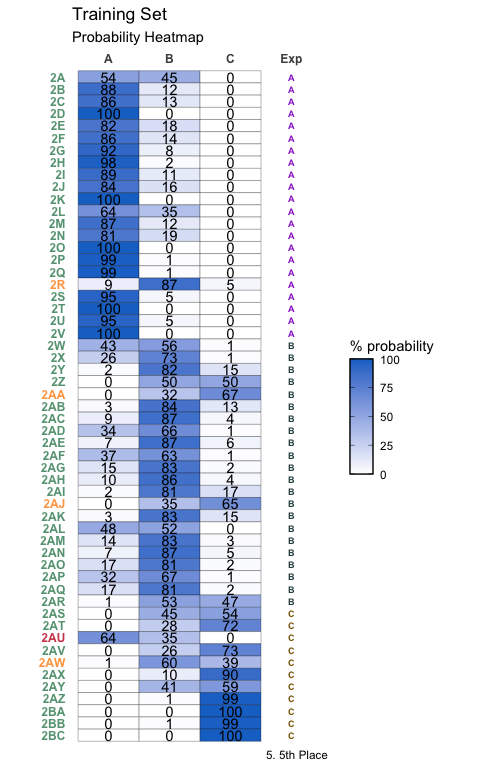 Training Set
Probability Heatmap
A B C Exp
2A 54 45 0 A
2B 88 12 0 A
2C 86 13 0 A
2D 100 0 0 A
2E 82 18 0 A
2F 86 14 0 A
2G 92 8 0 A
2H 98 2 0 A
2I 89 11 0 A
2J 84 16 0 A
2K 100 0 0 A
2L 64 35 0 A
2M 87 12 0 A
2N 81 19 0 A
2O 100 0 0 A
2P 99 1 0 A
2Q 99 1 0 A
2R 9 87 5 A
2S 95 5 0 A
2T 100 0 0 A
2U 95 5 0 A
2V 100 0 0 A
2W 43 56 1 B
2X 26 73 1 B
2Y 2 82 15 B
2Z 0 50 50 B
2AA 0 32 67 B
2AB 3 84 13 B
2AC 9 87 4 B
2AD 34 66 1 B
2AE 7 87 6 B
2AF 37 63 1 B
2AG 15 83 2 B
2AH 10 86 4 B
2AI 2 81 17 B
2AJ 0 35 65 B
2AK 3 83 15 B
2AL 48 52 0 B
2AM 14 83 3 B
2AN 7 87 5 B
2AO 17 81 2 B
2AP 32 67 1 B
2AQ 17 81 2 B
2AR 1 53 47 B
2AS 0 45 54 C
2AT 0 28 72 C
2AU 64 35 0 C
2AV 0 26 73 C
2AW 1 60 39 C
2AX 0 10 90 C
2AY 0 41 59 C
2AZ 0 1 99 C
2BA 0 0 100 C
2BB 0 1 99 C
2BC 0 0 100 C
% probability
100
75
50
25
0
5. 5th Place